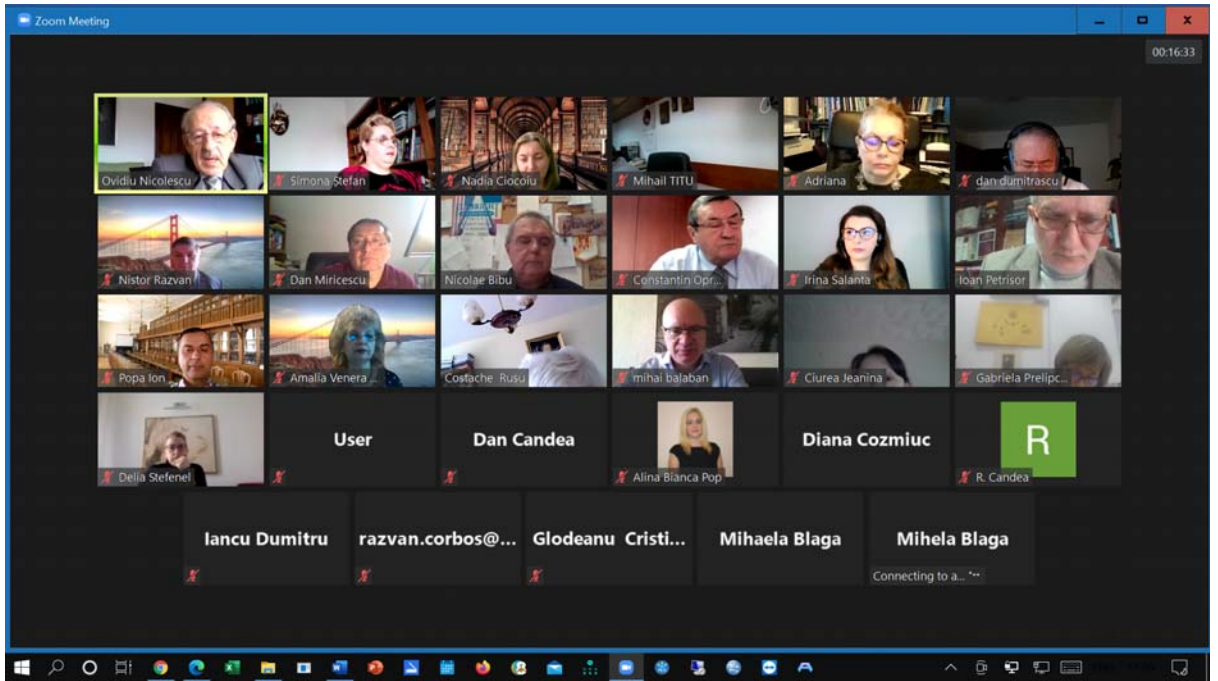 Zoom Meeting
00:16:33
Ovidiu Nicolescu
Simona Ștefan
Nadia Ciocoiu
Mihail TITU
Adriana
dan dumitrascu
Nistor Razvan
Dan Miricescu
Nicolae Bibu
Constantin Opr...
Irina Salanta
Ioan Petrisor
Popa Ion
Amalia Venera ...
Costache Rusu
mihai balaban
Ciurea Jeanina
Gabriela Prelipc...
Delia Stefenel
User
Dan Candea
Alina Bianca Pop
Diana Cozmiuc
R
R. Candea
Iancu Dumitru
razvan.corbos@...
Glodeanu Cristi...
Mihaela Blaga
Mihela Blaga
Connecting to a...